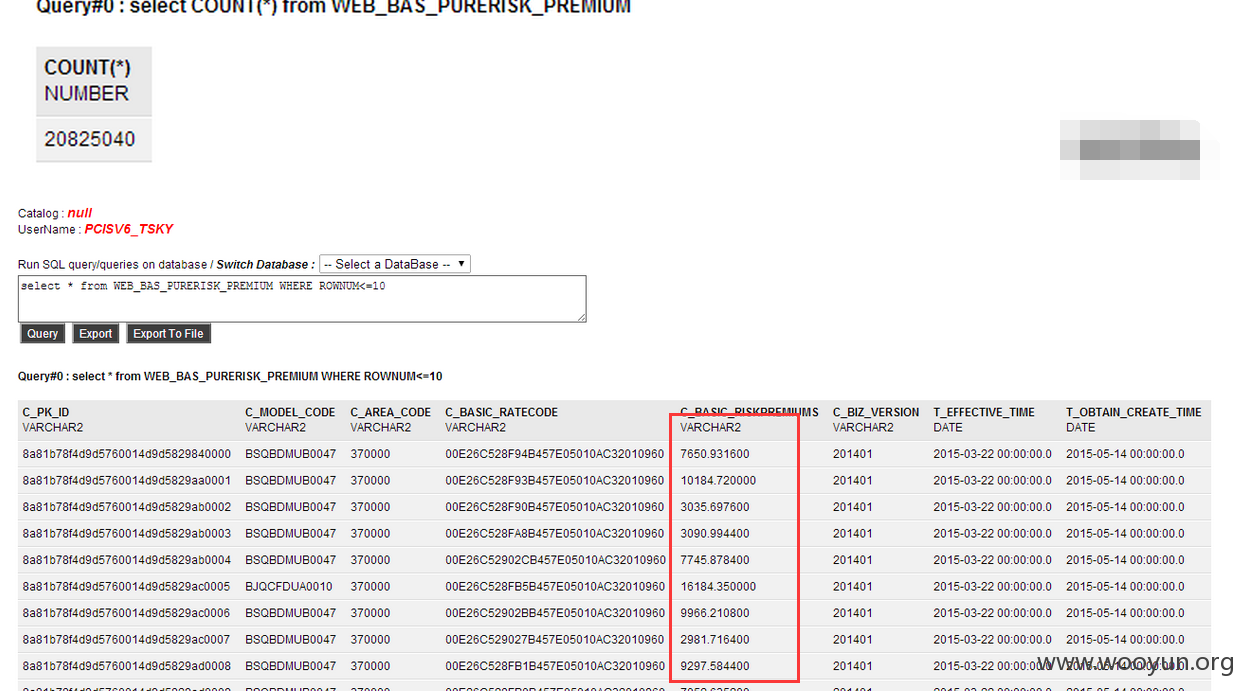 Query#0 : select COUNT(*) from WEB_BAS_PURERISK_PREMIUM
COUNT(*)
NUMBER
20825040
Catalog : null
UserName : PCISV6_TSKY
Run SQL query/queries on database / Switch Database : -- Select a DataBase --
select * from WEB_BAS_PURERISK_PREMIUM WHERE ROWNUM<=10
Query Export Export To File
Query#0 : select * from WEB_BAS_PURERISK_PREMIUM WHERE ROWNUM<=10
C_PK_ID C_MODEL_CODE C_AREA_CODE C_BASIC_RATECODE C_BASIC_RISKPREMIUMS C_BIZ_VERSION T_EFFECTIVE_TIME T_OBTAIN_CREATE_TIME
VARCHAR2 VARCHAR2 VARCHAR2 VARCHAR2 VARCHAR2 VARCHAR2 DATE DATE
8a81b78f4d9d5760014d9d5829840000 BSQBDMUB0047 370000 00E26C528F94B457E05010AC32010960 7650.931600 201401 2015-03-22 00:00:00.0 2015-05-14 00:00:00.0
8a81b78f4d9d5760014d9d5829aa0001 BSQBDMUB0047 370000 00E26C528F93B457E05010AC32010960 10184.720000 201401 2015-03-22 00:00:00.0 2015-05-14 00:00:00.0
8a81b78f4d9d5760014d9d5829ab0002 BSQBDMUB0047 370000 00E26C528F90B457E05010AC32010960 3035.697600 201401 2015-03-22 00:00:00.0 2015-05-14 00:00:00.0
8a81b78f4d9d5760014d9d5829ab0003 BSQBDMUB0047 370000 00E26C528FA8B457E05010AC32010960 3090.994400 201401 2015-03-22 00:00:00.0 2015-05-14 00:00:00.0
8a81b78f4d9d5760014d9d5829ab0004 BSQBDMUB0047 370000 00E26C52902CB457E05010AC32010960 7745.878400 201401 2015-03-22 00:00:00.0 2015-05-14 00:00:00.0
8a81b78f4d9d5760014d9d5829ac0005 BJQCFDUA0010 370000 00E26C528FB5B457E05010AC32010960 16184.350000 201401 2015-03-22 00:00:00.0 2015-05-14 00:00:00.0
8a81b78f4d9d5760014d9d5829ac0006 BSQBDMUB0047 370000 00E26C52902BB457E05010AC32010960 9966.210800 201401 2015-03-22 00:00:00.0 2015-05-14 00:00:00.0
8a81b78f4d9d5760014d9d5829ac0007 BSQBDMUB0047 370000 00E26C529027B457E05010AC32010960 2981.716400 201401 2015-03-22 00:00:00.0 2015-05-14 00:00:00.0
8a81b78f4d9d5760014d9d5829ad0008 BSQBDMUB0047 370000 00E26C528FB1B457E05010AC32010960 9297.584400 201401 2015-03-22 00:00:00.0 2015-05-14 00:00:00.0
www.wooyun.org